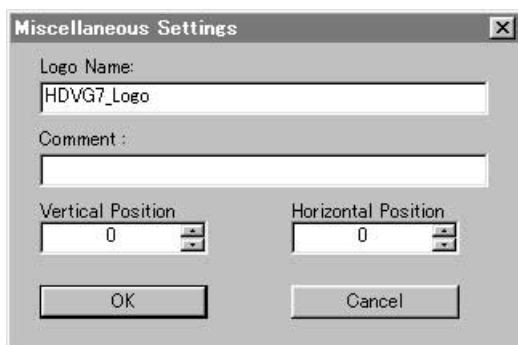 Miscellaneous Settings
Logo Name:
HDVG7_Logo
Comment :
Vertical Position Horizontal Position
0 0
OK Cancel